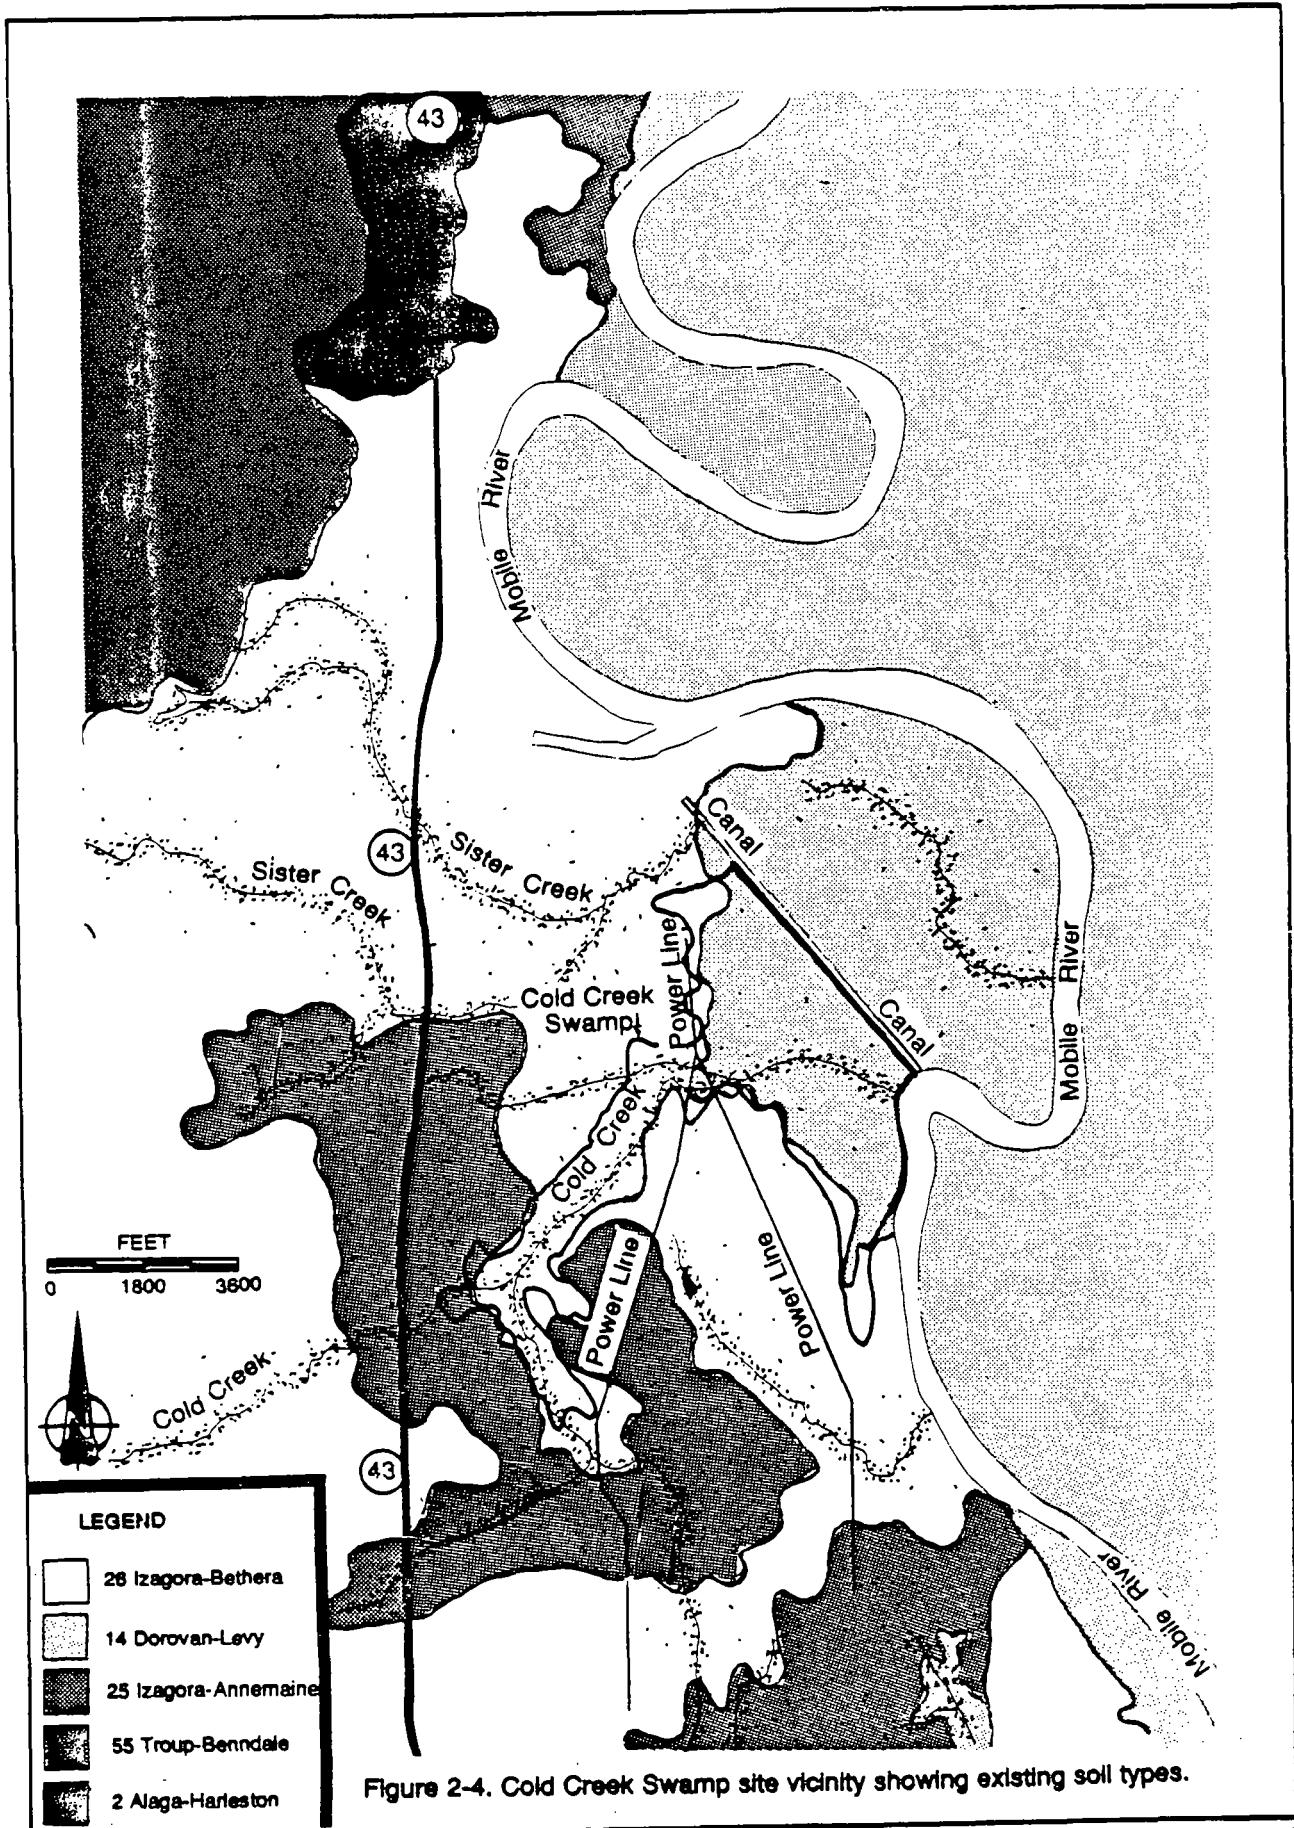 43
Mobile River
Canal
43
Sister Creek
Sister Creek
Power Line
Mobile River
Cold Creek
Swamp
Canal
Cold Creek
FEET
0 1800 3600
Power Line
Power Line
Cold Creek
43
Mobile River
LEGEND
26 Izagora-Bethera
14 Dorovan-Levy
25 Izagora-Annemaine
55 Troup-Benndale
2 Alaga-Harleston
Figure 2-4. Cold Creek Swamp site vicinity showing existing soil types.